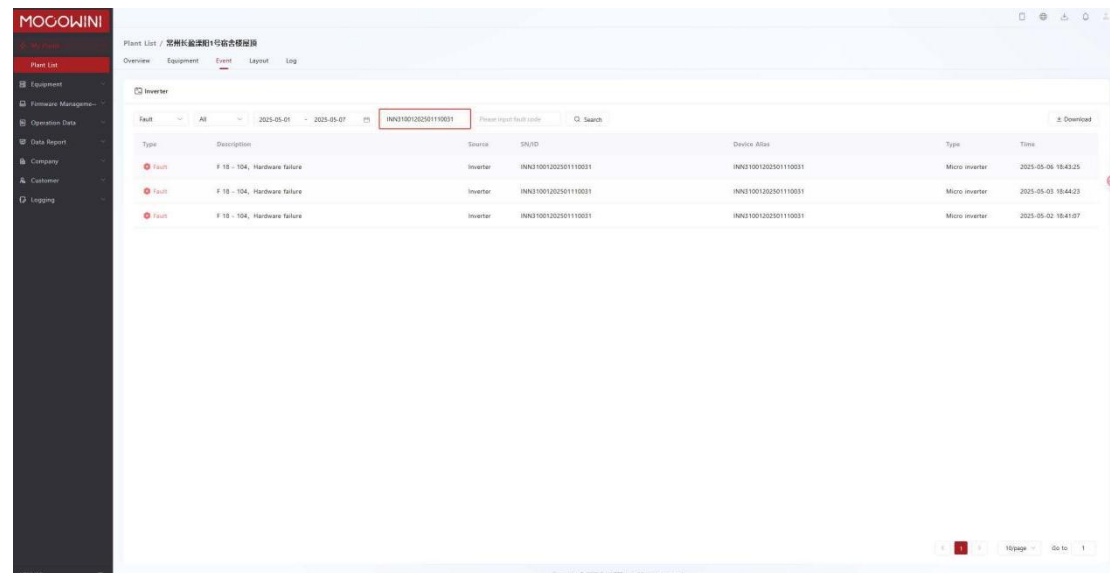 MOCOWINI
Plant List / 常州长盈溧阳1号宿舍楼屋顶
Overview Equipment Event Layout Log
Plant List
Equipment
Firmware Manageme...
Operation Data
Data Report
Company
Customer
Logging
Inverter
Fault All 2025-05-01 - 2025-05-07 INN31001202501110031 Please input fault code Search Download
Type Description Source SN/ID Device Alias Type Time
Fault F 18 - 104, Hardware failure Inverter INN31001202501110031 INN31001202501110031 Micro inverter 2025-05-06 18:43:25
Fault F 18 - 104, Hardware failure Inverter INN31001202501110031 INN31001202501110031 Micro inverter 2025-05-03 18:44:23
Fault F 18 - 104, Hardware failure Inverter INN31001202501110031 INN31001202501110031 Micro inverter 2025-05-02 18:41:07
1 10/page Go to 1